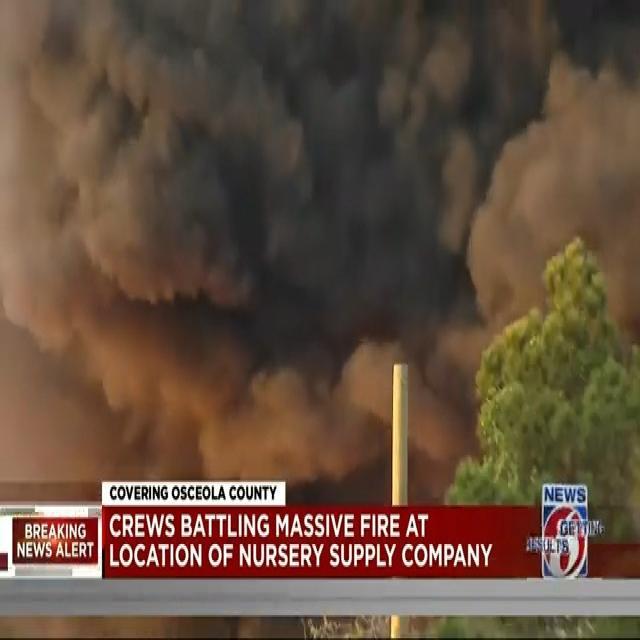 COVERING OSCEOLA COUNTY
BREAKING
NEWS ALERT
CREWS BATTLING MASSIVE FIRE AT
LOCATION OF NURSERY SUPPLY COMPANY
NEWS
6
GETTING
RESULTS